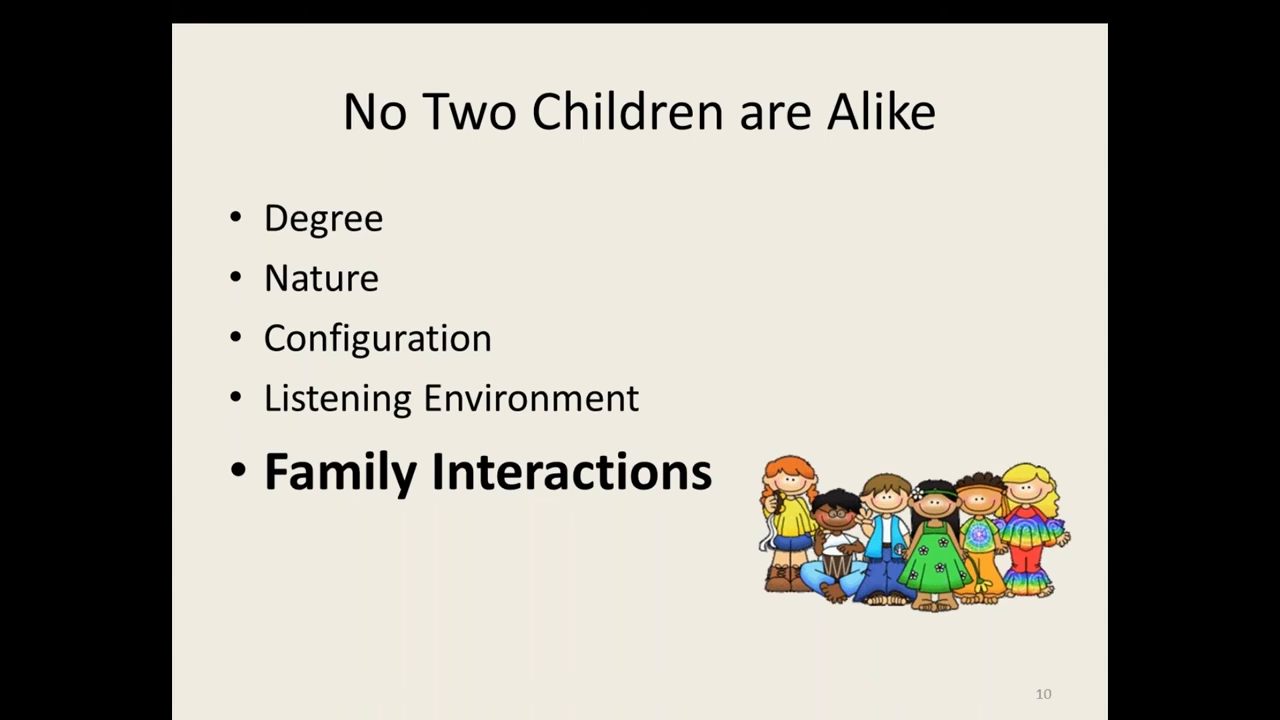 No Two Children are Alike
• Degree
• Nature
• Configuration
• Listening Environment
• Family Interactions
10